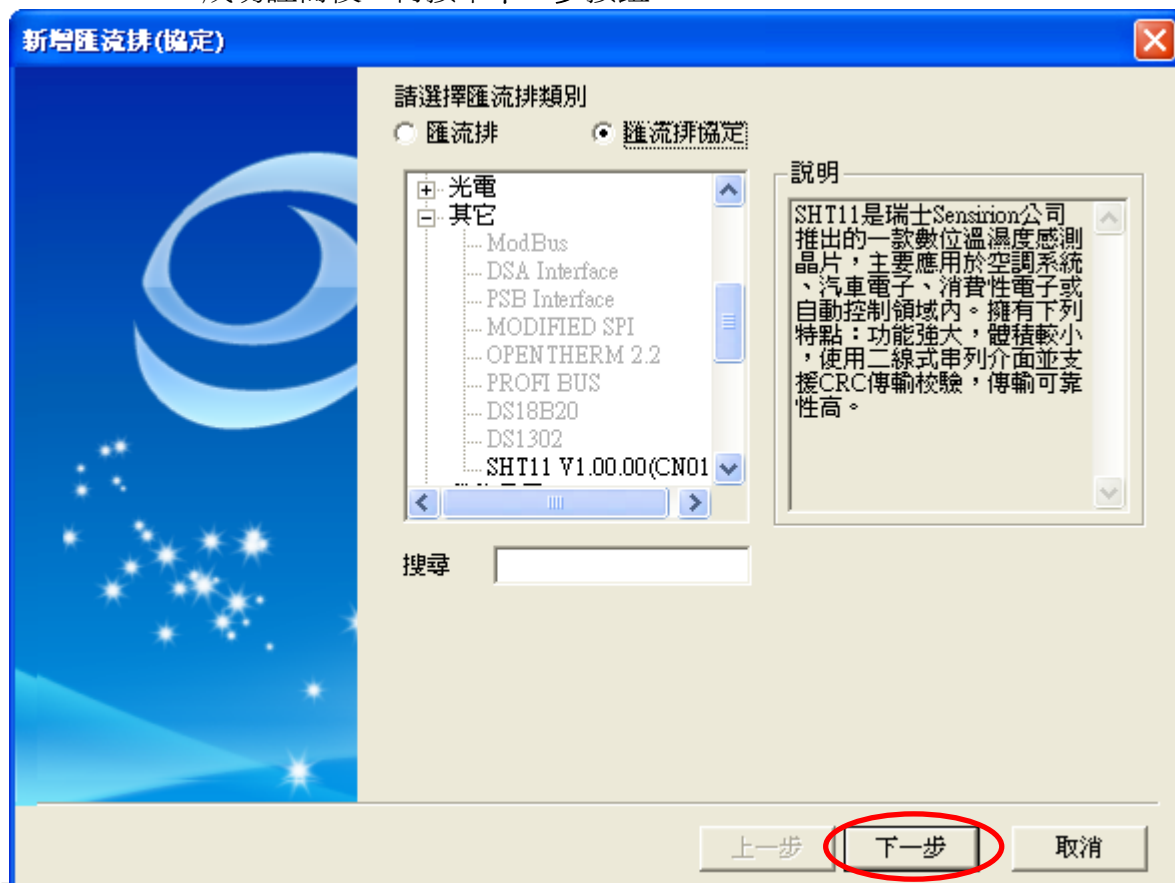 新增匯流排(協定)
請選擇匯流排類別
匯流排
匯流排協定
光電
其它
ModBus
DSA Interface
PSB Interface
MODIFIED SPI
OPENTHERM 2.2
PROFI BUS
DS18B20
DS1302
SHT11 V1.00.00(CN01
說明
SHT11是瑞士Sensirion公司
推出的一款數位溫濕度感測
晶片，主要應用於空調系統
、汽車電子、消費性電子或
自動控制領域內。擁有下列
特點：功能強大，體積較小
，使用二線式串列介面並支
援CRC傳輸校驗，傳輸可靠
性高。
搜尋
上一步
下一步
取消